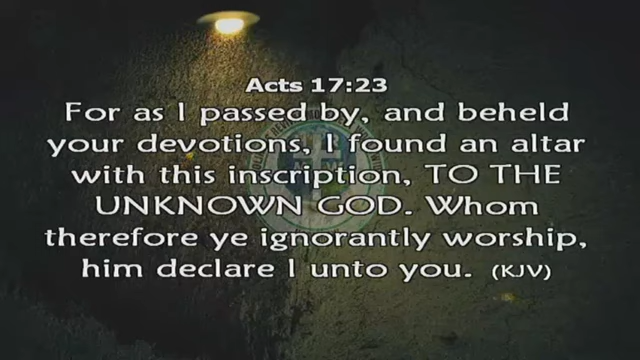 Acts 17:23
For as I passed by, and beheld
your devotions, I found an altar
with this inscription, TO THE
UNKNOWN GOD. Whom
therefore ye ignorantly worship,
him declare I unto you. (KJV)